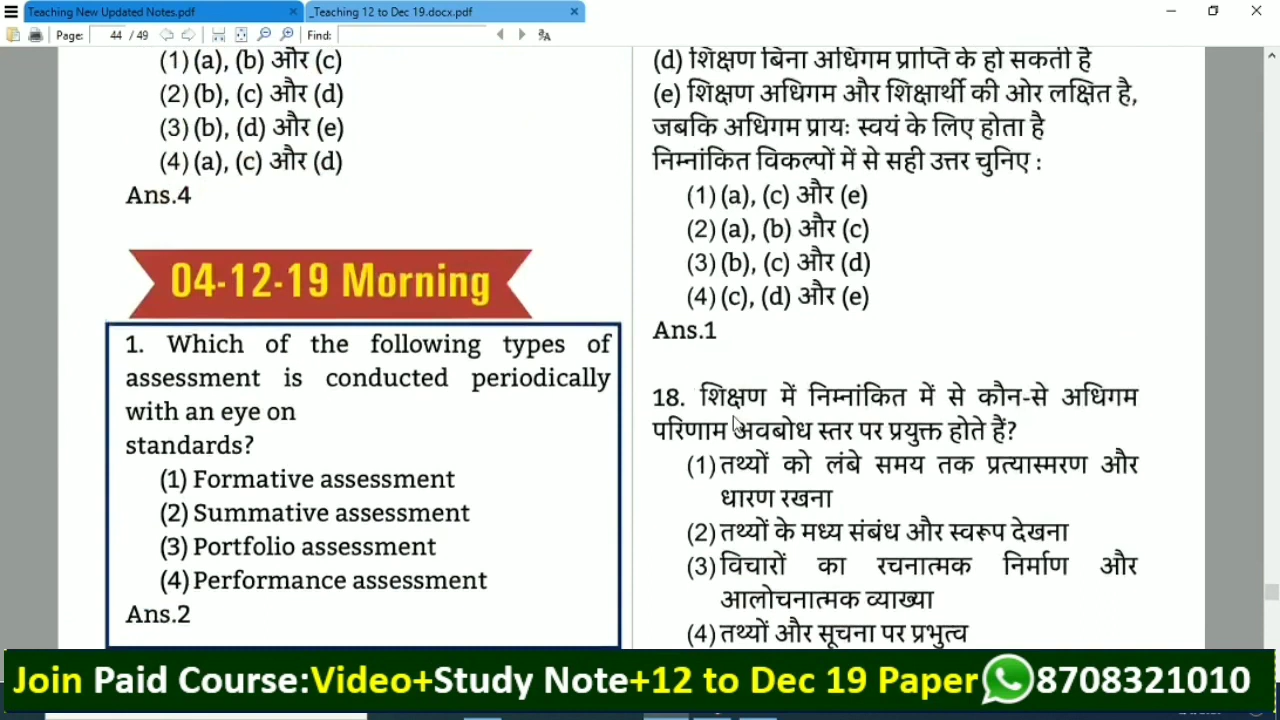 Teaching New Updated Notes.pdf
_Teaching 12 to Dec 19.docx.pdf
Page: 44 / 49 Find:
(1) (a), (b) और (c)
(2) (b), (c) और (d)
(3) (b), (d) और (e)
(4) (a), (c) और (d)
Ans.4
04-12-19 Morning
1. Which of the following types of
assessment is conducted periodically
with an eye on
standards?
(1) Formative assessment
(2) Summative assessment
(3) Portfolio assessment
(4) Performance assessment
Ans.2
(d) शिक्षण बिना अधिगम प्राप्ति के हो सकती है
(e) शिक्षण अधिगम और शिक्षार्थी की ओर लक्षित है,
जबकि अधिगम प्रायः स्वयं के लिए होता है
निम्नांकित विकल्पों में से सही उत्तर चुनिए :
(1) (a), (c) और (e)
(2) (a), (b) और (c)
(3) (b), (c) और (d)
(4) (c), (d) और (e)
Ans.1
18. शिक्षण में निम्नांकित में से कौन-से अधिगम
परिणाम अवबोध स्तर पर प्रयुक्त होते हैं?
(1) तथ्यों को लंबे समय तक प्रत्यास्मरण और
धारण रखना
(2) तथ्यों के मध्य संबंध और स्वरूप देखना
(3) विचारों का रचनात्मक निर्माण और
आलोचनात्मक व्याख्या
(4) तथ्यों और सूचना पर प्रभुत्व
Join Paid Course:Video+Study Note+12 to Dec 19 Paper 8708321010